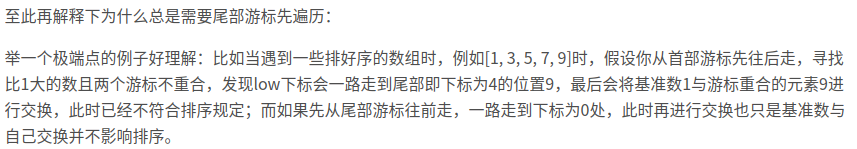 至此再解释下为什么总是需要尾部游标先遍历：
举一个极端点的例子好理解：比如当遇到一些排好序的数组时，例如[1, 3, 5, 7, 9]时，假设你从首部游标先往后走，寻找
比1大的数且两个游标不重合，发现low下标会一路走到尾部即下标为4的位置9，最后会将基准数1与游标重合的元素9进
行交换，此时已经不符合排序规定；而如果先从尾部游标往前走，一路走到下标为0处，此时再进行交换也只是基准数与
自己交换并不影响排序。